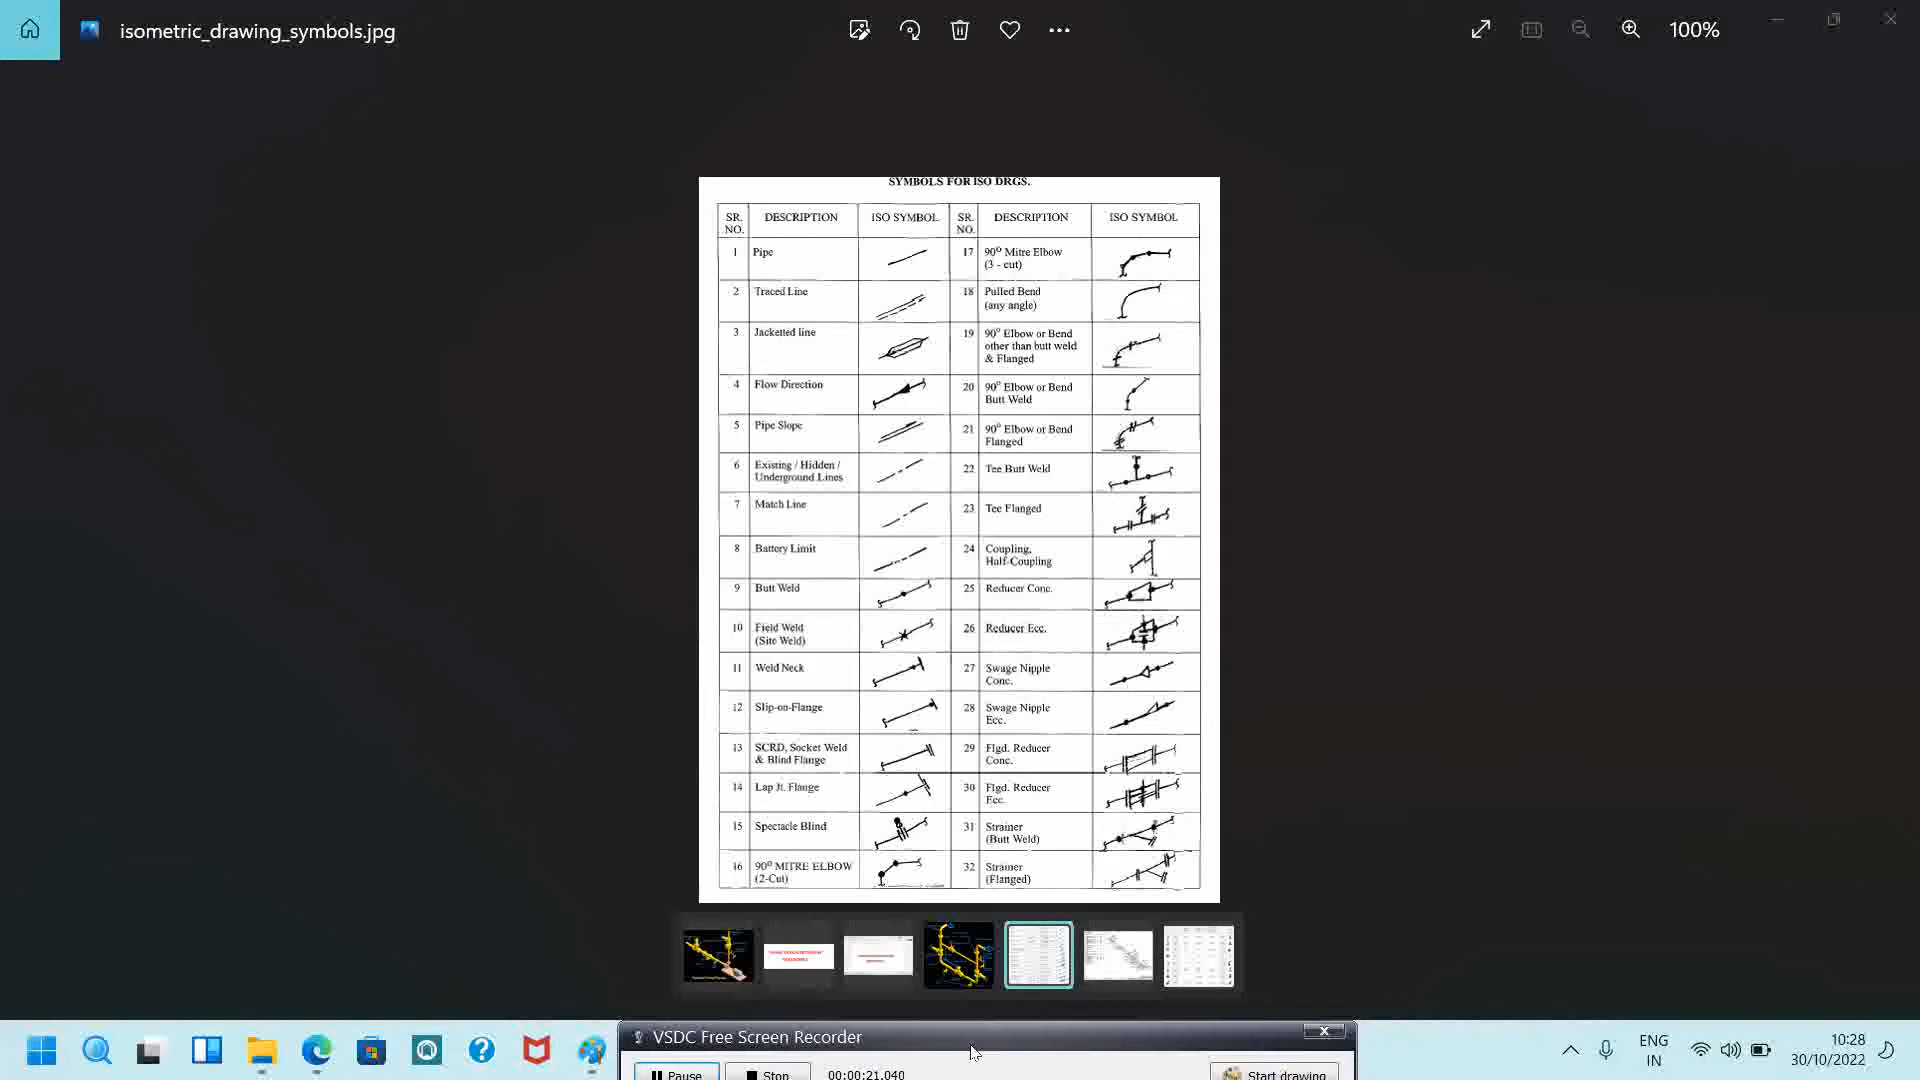 isometric_drawing_symbols.jpg
100%
SYMBOLS FOR ISO DRGS.
SR. NO. DESCRIPTION ISO SYMBOL SR. NO. DESCRIPTION ISO SYMBOL
1 Pipe
17 90⁰ Mitre Elbow
(3 - cut)
2 Traced Line
18 Pulled Bend
(any angle)
3 Jacketted line
19 90⁰ Elbow or Bend
other than butt weld
& Flanged
4 Flow Direction
20 90⁰ Elbow or Bend
Butt Weld
5 Pipe Slope
21 90⁰ Elbow or Bend
Flanged
6 Existing / Hidden /
Underground Lines
22 Tee Butt Weld
7 Match Line
23 Tee Flanged
8 Battery Limit
24 Coupling,
Half-Coupling
9 Butt Weld
25 Reducer Conc.
10 Field Weld
(Site Weld)
26 Reducer Ecc.
11 Weld Neck
27 Swage Nipple
Conc.
12 Slip-on-Flange
28 Swage Nipple
Ecc.
13 SCRD, Socket Weld
& Blind Flange
29 Flgd. Reducer
Conc.
14 Lap Jt. Flange
30 Flgd. Reducer
Ecc.
15 Spectacle Blind
31 Strainer
(Butt Weld)
16 90⁰ MITRE ELBOW
(2-Cut)
32 Strainer
(Flanged)
VSDC Free Screen Recorder
Pause Stop 00:00:21.040 Start drawing
ENG
IN
10:28
30/10/2022